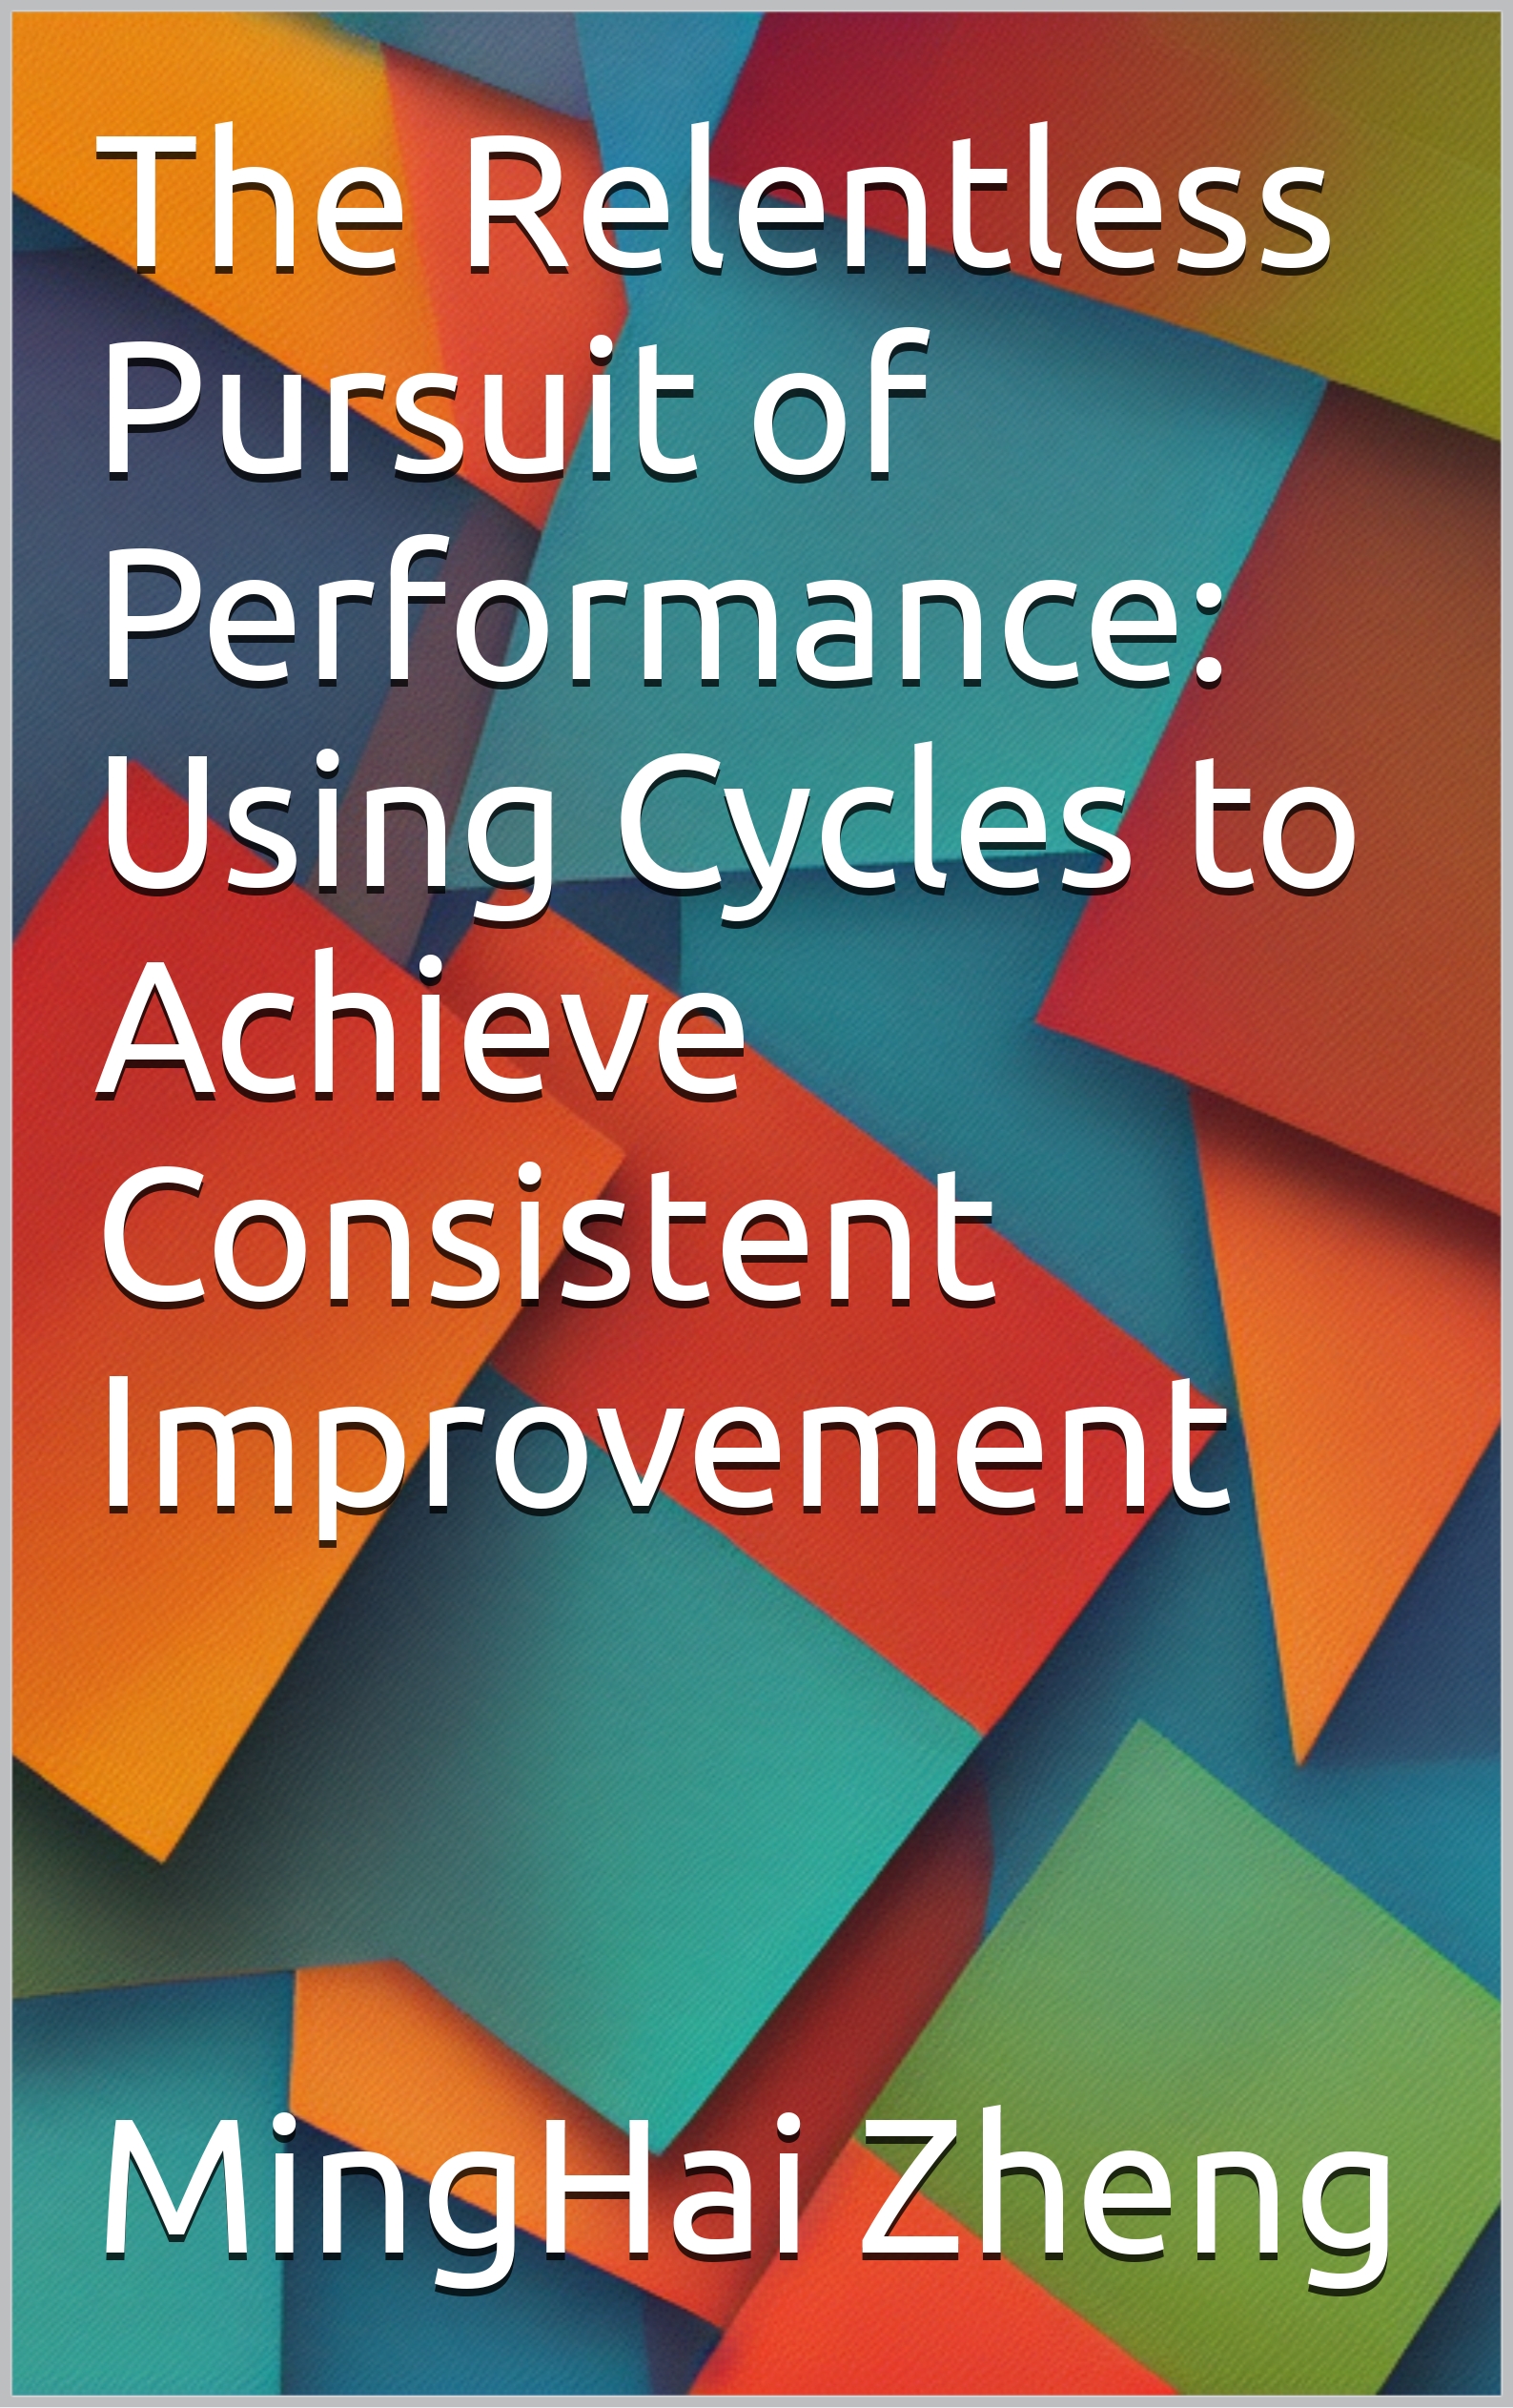 The Relentless
Pursuit of
Performance:
Using Cycles to
Achieve
Consistent
Improvement
MingHai Zheng